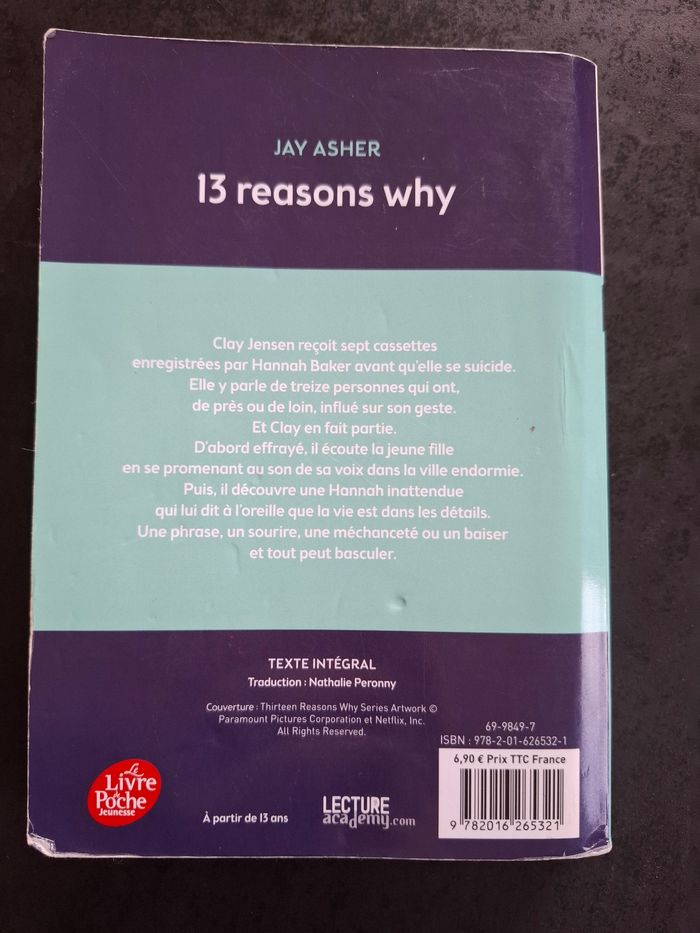 JAY ASHER
13 reasons why
Clay Jensen reçoit sept cassettes
enregistrées par Hannah Baker avant qu'elle se suicide.
Elle y parle de treize personnes qui ont,
de près ou de loin, influé sur son geste.
Et Clay en fait partie.
D'abord effrayé, il écoute la jeune fille
en se promenant au son de sa voix dans la ville endormie.
Puis, il découvre une Hannah inattendue
qui lui dit à l'oreille que la vie est dans les détails.
Une phrase, un sourire, une méchanceté ou un baiser
et tout peut basculer.
TEXTE INTÉGRAL
Traduction : Nathalie Peronny
Couverture : Thirteen Reasons Why Series Artwork ©
Paramount Pictures Corporation et Netflix, Inc.
All Rights Reserved.
69-9849-7
ISBN : 978-2-01-626532-1
6,90 € Prix TTC France
9 782016 265321
Le
Livre
de
Poche
Jeunesse
À partir de 13 ans
LECTURE
academy.com